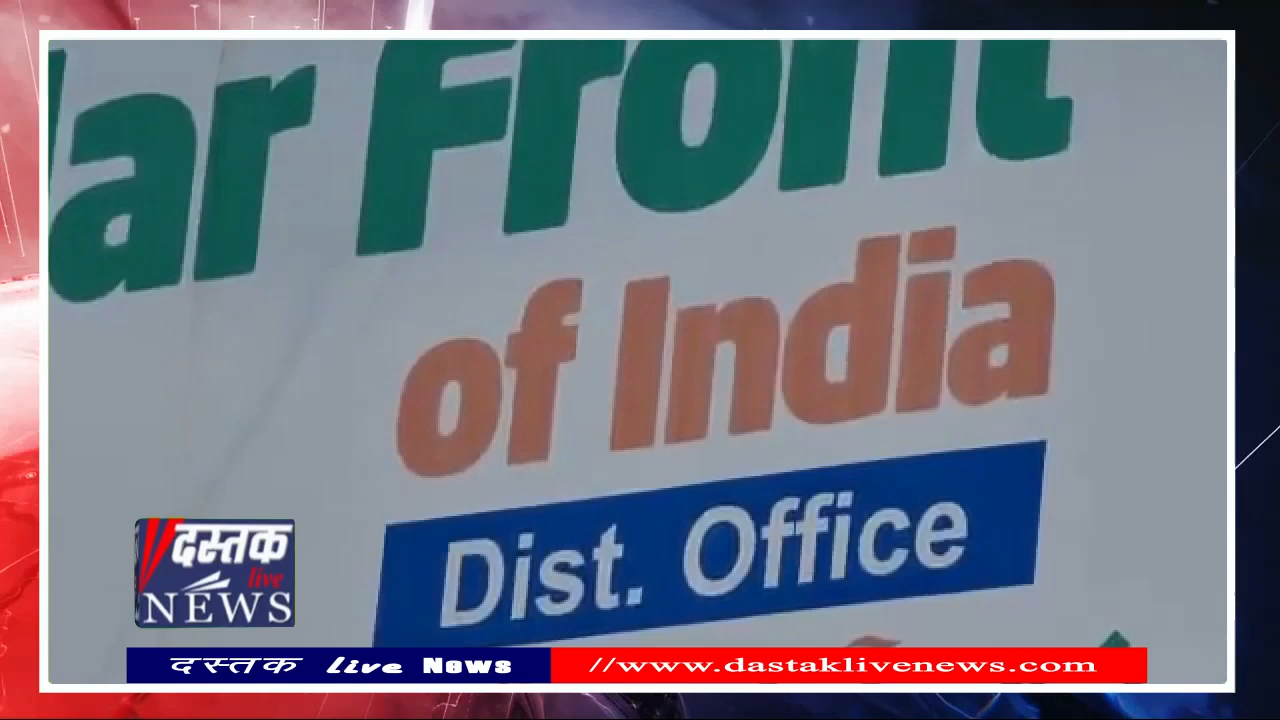 lar Front
of India
Dist. Office
दस्तक
live
NEWS
दस्तक Live News
//www.dastaklivenews.com